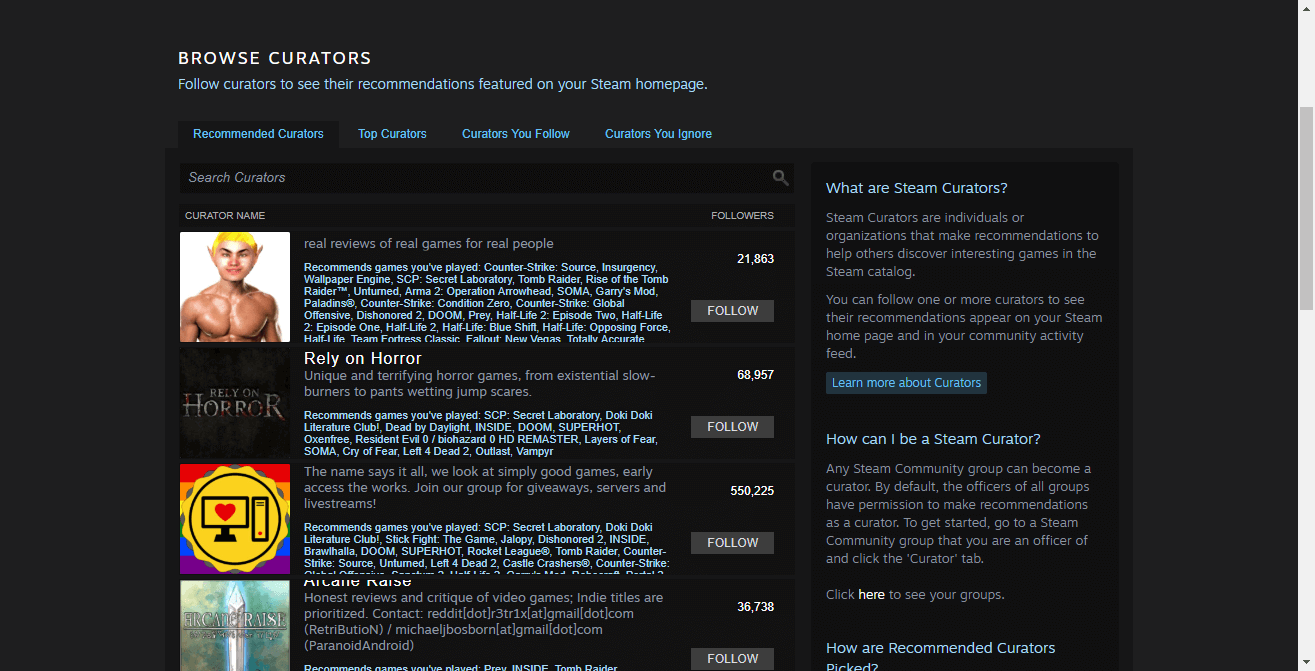 BROWSE CURATORS
Follow curators to see their recommendations featured on your Steam homepage.
Recommended Curators
Top Curators
Curators You Follow
Curators You Ignore
Search Curators
CURATOR NAME
FOLLOWERS
real reviews of real games for real people
21,863
Recommends games you've played: Counter-Strike: Source, Insurgency,
Wallpaper Engine, SCP: Secret Laboratory, Tomb Raider, Rise of the Tomb
Raider™, Unturned, Arma 2: Operation Arrowhead, SOMA, Garry's Mod,
Paladins®, Counter-Strike: Condition Zero, Counter-Strike: Global
Offensive, Dishonored 2, DOOM, Prey, Half-Life 2: Episode Two, Half-Life
2: Episode One, Half-Life 2, Half-Life: Blue Shift, Half-Life: Opposing Force,
Half-Life, Team Fortress Classic, Fallout: New Vegas, Totally Accurate
FOLLOW
RELY ON
HORROR
Rely on Horror
Unique and terrifying horror games, from existential slow-
burners to pants wetting jump scares.
68,957
Recommends games you've played: SCP: Secret Laboratory, Doki Doki
Literature Club!, Dead by Daylight, INSIDE, DOOM, SUPERHOT,
Oxenfree, Resident Evil 0 / biohazard 0 HD REMASTER, Layers of Fear,
SOMA, Cry of Fear, Left 4 Dead 2, Outlast, Vampyr
FOLLOW
The name says it all, we look at simply good games, early
access the works. Join our group for giveaways, servers and
livestreams!
550,225
Recommends games you've played: SCP: Secret Laboratory, Doki Doki
Literature Club!, Stick Fight: The Game, Jalopy, Dishonored 2, INSIDE,
Brawlhalla, DOOM, SUPERHOT, Rocket League®, Tomb Raider, Counter-
Strike: Source, Unturned, Left 4 Dead 2, Castle Crashers®, Counter-Strike:
Global Offensive, Sanctum 2, Half-Life 2, Garry's Mod, Robocraft, Portal 2,
FOLLOW
ARCANE RAISE
Arcane Raise
Honest reviews and critique of video games; Indie titles are
prioritized. Contact: reddit[dot]r3tr1x[at]gmail[dot]com
(RetriButioN) / michaeljbosborn[at]gmail[dot]com
(ParanoidAndroid)
36,738
Recommends games you've played: Prey, INSIDE, Tomb Raider,
FOLLOW
What are Steam Curators?
Steam Curators are individuals or
organizations that make recommendations to
help others discover interesting games in the
Steam catalog.
You can follow one or more curators to see
their recommendations appear on your Steam
home page and in your community activity
feed.
Learn more about Curators
How can I be a Steam Curator?
Any Steam Community group can become a
curator. By default, the officers of all groups
have permission to make recommendations
as a curator. To get started, go to a Steam
Community group that you are an officer of
and click the 'Curator' tab.
Click here to see your groups.
How are Recommended Curators
Picked?